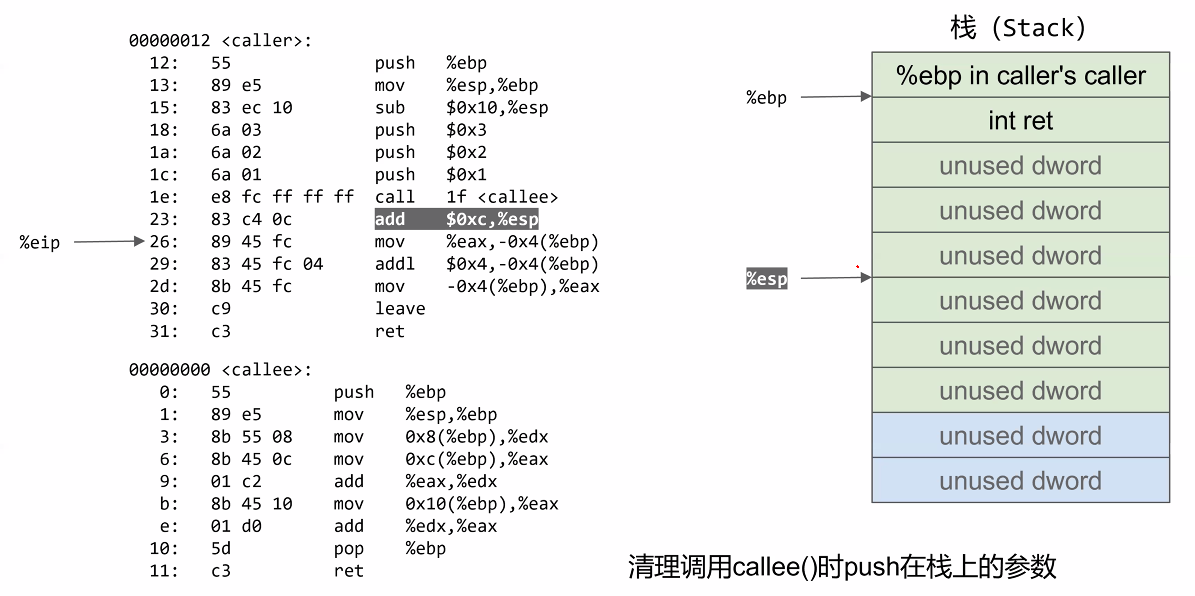 00000012 <caller>:
12: 55 push %ebp
13: 89 e5 mov %esp,%ebp
15: 83 ec 10 sub $0x10,%esp
18: 6a 03 push $0x3
1a: 6a 02 push $0x2
1c: 6a 01 push $0x1
1e: e8 fc ff ff ff call 1f <callee>
23: 83 c4 0c add $0xc,%esp
%eip
26: 89 45 fc mov %eax,-0x4(%ebp)
29: 83 45 fc 04 addl $0x4,-0x4(%ebp)
2d: 8b 45 fc mov -0x4(%ebp),%eax
30: c9 leave
31: c3 ret
00000000 <callee>:
0: 55 push %ebp
1: 89 e5 mov %esp,%ebp
3: 8b 55 08 mov 0x8(%ebp),%edx
6: 8b 45 0c mov 0xc(%ebp),%eax
9: 01 c2 add %eax,%edx
b: 8b 45 10 mov 0x10(%ebp),%eax
e: 01 d0 add %edx,%eax
10: 5d pop %ebp
11: c3 ret
栈 (Stack)
%ebp in caller's caller
%ebp
int ret
unused dword
unused dword
unused dword
%esp
unused dword
unused dword
unused dword
unused dword
unused dword
清理调用callee()时push在栈上的参数